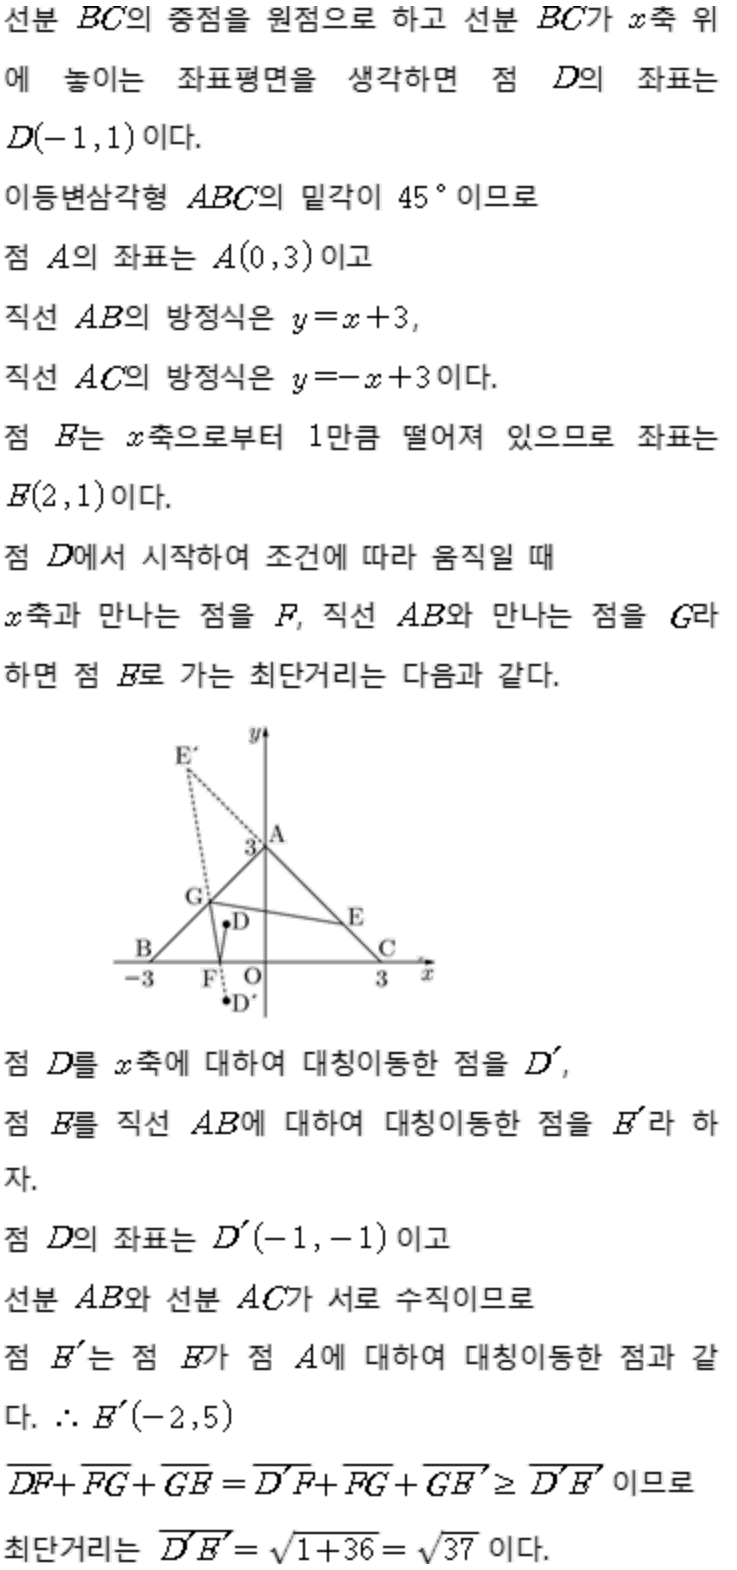 선분 BC의 중점을 원점으로 하고 선분 BC가 x축 위
에 놓이는 좌표평면을 생각하면 점 D의 좌표는
D(−1,1)이다.
이등변삼각형 ABC의 밑각이 45°이므로
점 A의 좌표는 A(0,3)이고
직선 AB의 방정식은 y=x+3,
직선 AC의 방정식은 y=−x+3이다.
점 E는 x축으로부터 1만큼 떨어져 있으므로 좌표는
E(2,1)이다.
점 D에서 시작하여 조건에 따라 움직일 때
x축과 만나는 점을 F, 직선 AB와 만나는 점을 G라
하면 점 E로 가는 최단거리는 다음과 같다.
y
E′
3 A
G
D
E
B
C
−3 F O 3 x
D′
점 D를 x축에 대하여 대칭이동한 점을 D′,
점 E를 직선 AB에 대하여 대칭이동한 점을 E′라 하
자.
점 D의 좌표는 D′(−1,−1)이고
선분 AB와 선분 AC가 서로 수직이므로
점 E′는 점 E가 점 A에 대하여 대칭이동한 점과 같
다. ∴ E′(−2,5)
DF+FG+GE=D′F+FG+GE′≥D′E′이므로
최단거리는 D′E′=√1+36=√37 이다.